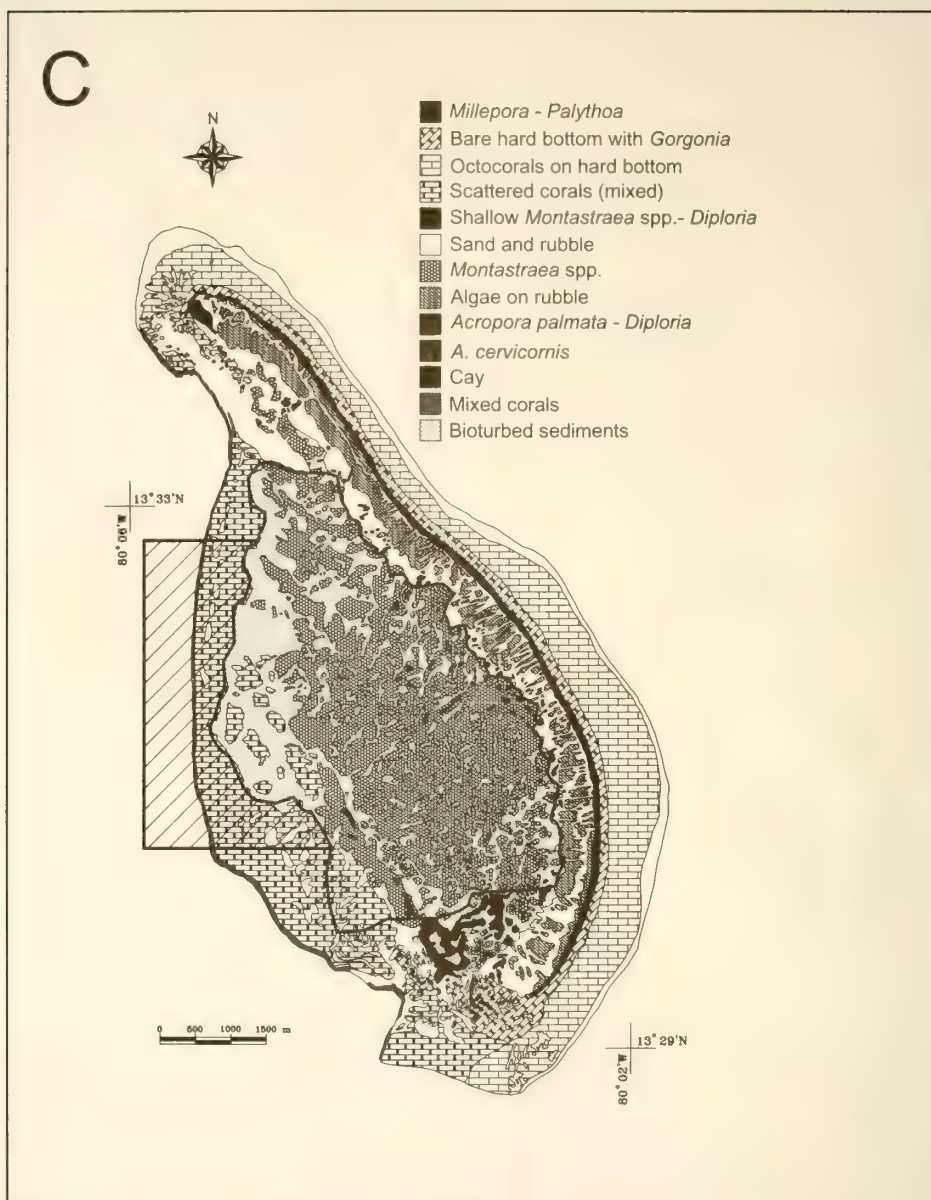 C
N
Millepora - Palythoa
Bare hard bottom with Gorgonia
Octocorals on hard bottom
Scattered corals (mixed)
Shallow Montastraea spp.- Diploria
Sand and rubble
Montastraea spp.
Algae on rubble
Acropora palmata - Diploria
A. cervicornis
Cay
Mixed corals
Bioturbed sediments
13°33'N
80°06'W
0 500 1000 1500 m
13°29'N
80°02'W